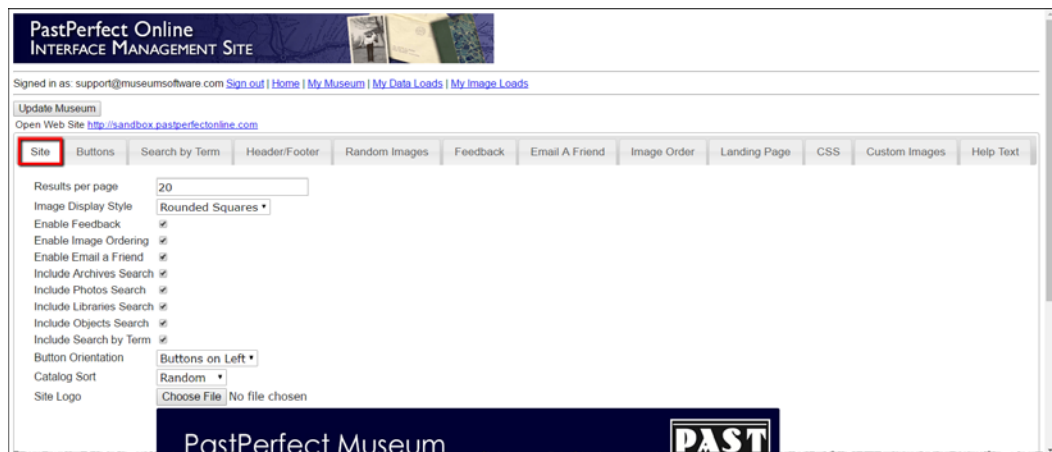 PastPerfect Online
INTERFACE MANAGEMENT SITE
Signed in as: support@museumsoftware.com Sign out | Home | My Museum | My Data Loads | My Image Loads
Update Museum
Open Web Site http://sandbox.pastperfectonline.com
Site Buttons Search by Term Header/Footer Random Images Feedback Email A Friend Image Order Landing Page CSS Custom Images Help Text
Results per page 20
Image Display Style Rounded Squares
Enable Feedback
Enable Image Ordering
Enable Email a Friend
Include Archives Search
Include Photos Search
Include Libraries Search
Include Objects Search
Include Search by Term
Button Orientation Buttons on Left
Catalog Sort Random
Site Logo Choose File No file chosen
PastPerfect Museum PAST